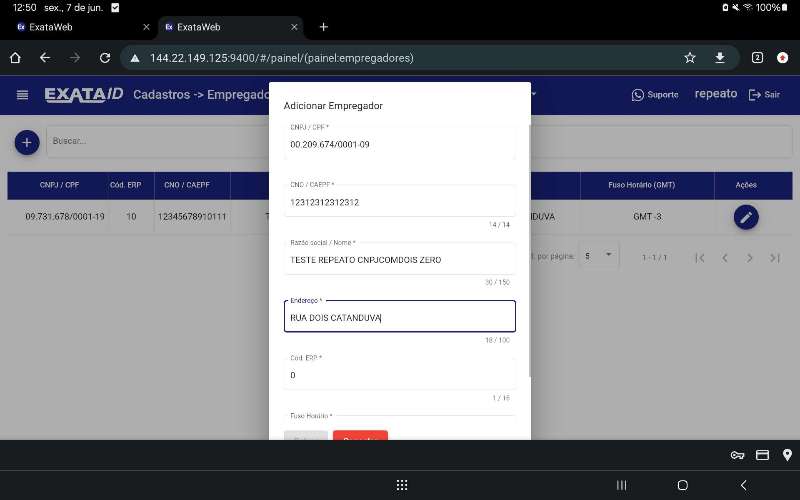 12:50 sex., 7 de jun.
100%
ExataWeb
ExataWeb
144.22.149.125:9400/#/painel/(painel:empregadores)
2
EXATAID
Cadastros -> Empregado
Suporte
repeato
Sair
Buscar...
CNPJ / CPF Cód. ERP CNO / CAEPF Fuso Horário (GMT) Ações
09.731.678/0001-19 10 12345678910111 DUVA GMT -3
por página: 5 1 - 1 / 1
Adicionar Empregador
CNPJ / CPF *
00.209.674/0001-09
CNO / CAEPF *
12312312312312
14 / 14
Razão social / Nome *
TESTE REPEATO CNPJCOMDOIS ZERO
30 / 150
Endereço *
RUA DOIS CATANDUVA
18 / 100
Cód. ERP *
0
1 / 16
Fuso Horário *